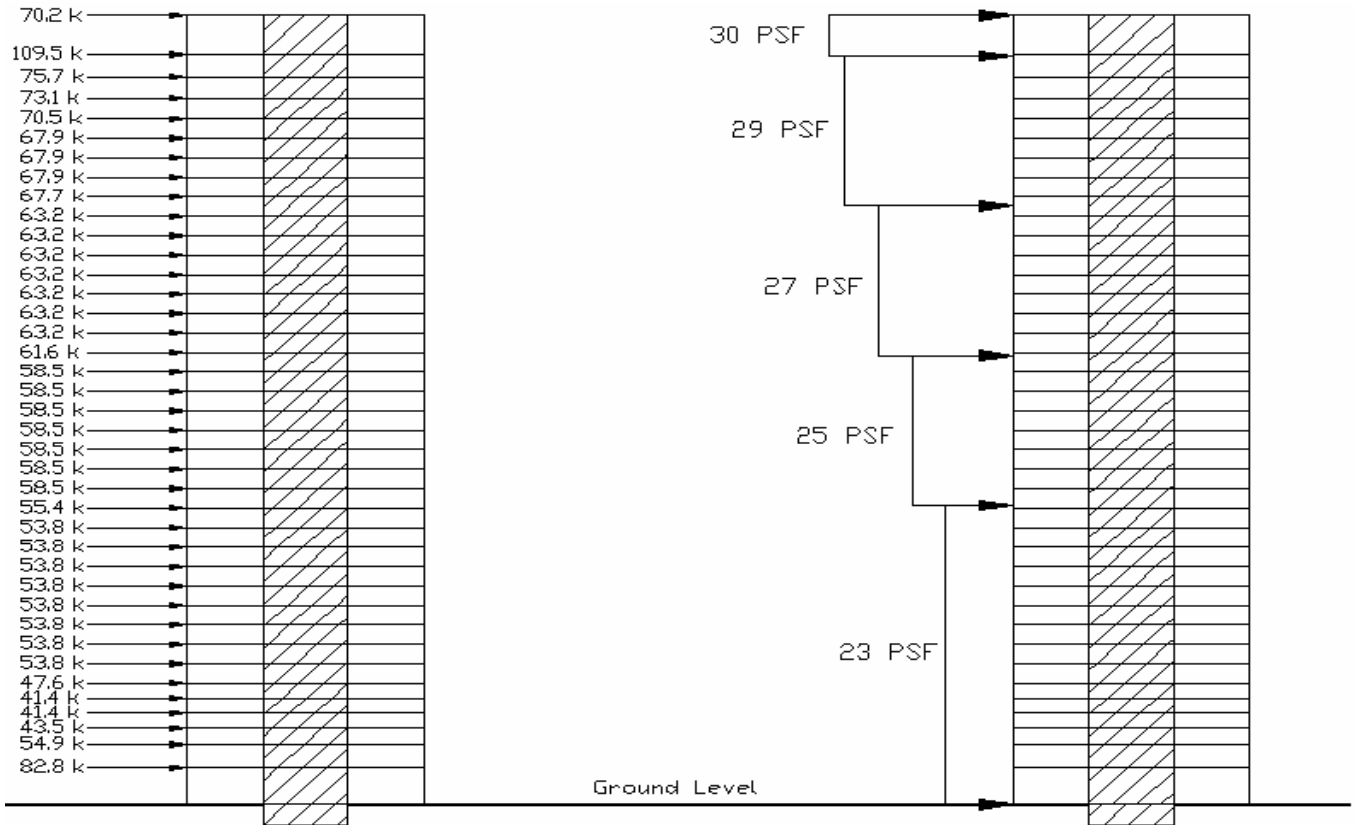 70.2 k
109.5 k
75.7 k
73.1 k
70.5 k
67.9 k
67.9 k
67.9 k
67.7 k
63.2 k
63.2 k
63.2 k
63.2 k
63.2 k
63.2 k
63.2 k
61.6 k
58.5 k
58.5 k
58.5 k
58.5 k
58.5 k
58.5 k
58.5 k
55.4 k
53.8 k
53.8 k
53.8 k
53.8 k
53.8 k
53.8 k
53.8 k
53.8 k
47.6 k
41.4 k
41.4 k
43.5 k
54.9 k
82.8 k
30 PSF
29 PSF
27 PSF
25 PSF
23 PSF
Ground Level